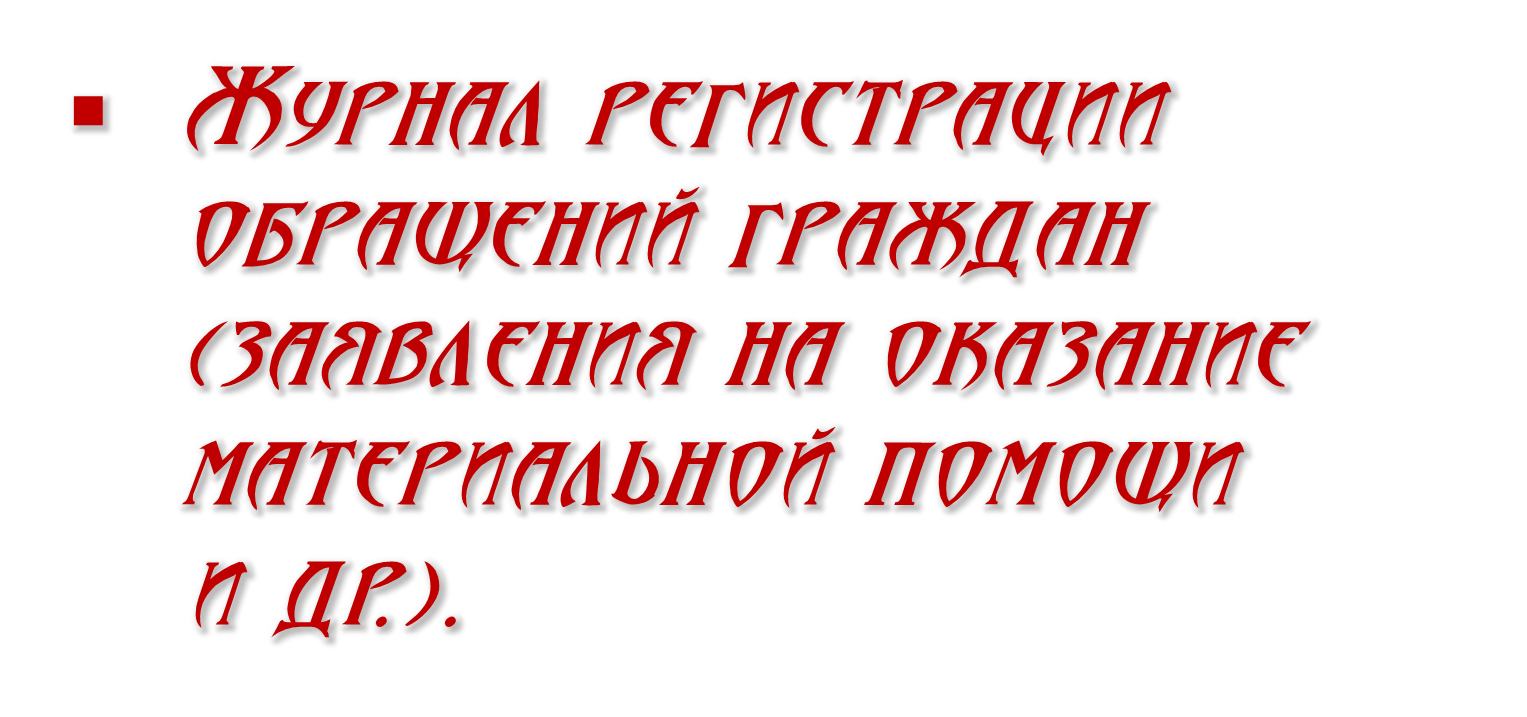 ▪ Журнал регистрации
обращений граждан
(заявления на оказание
материальной помощи
и др.).